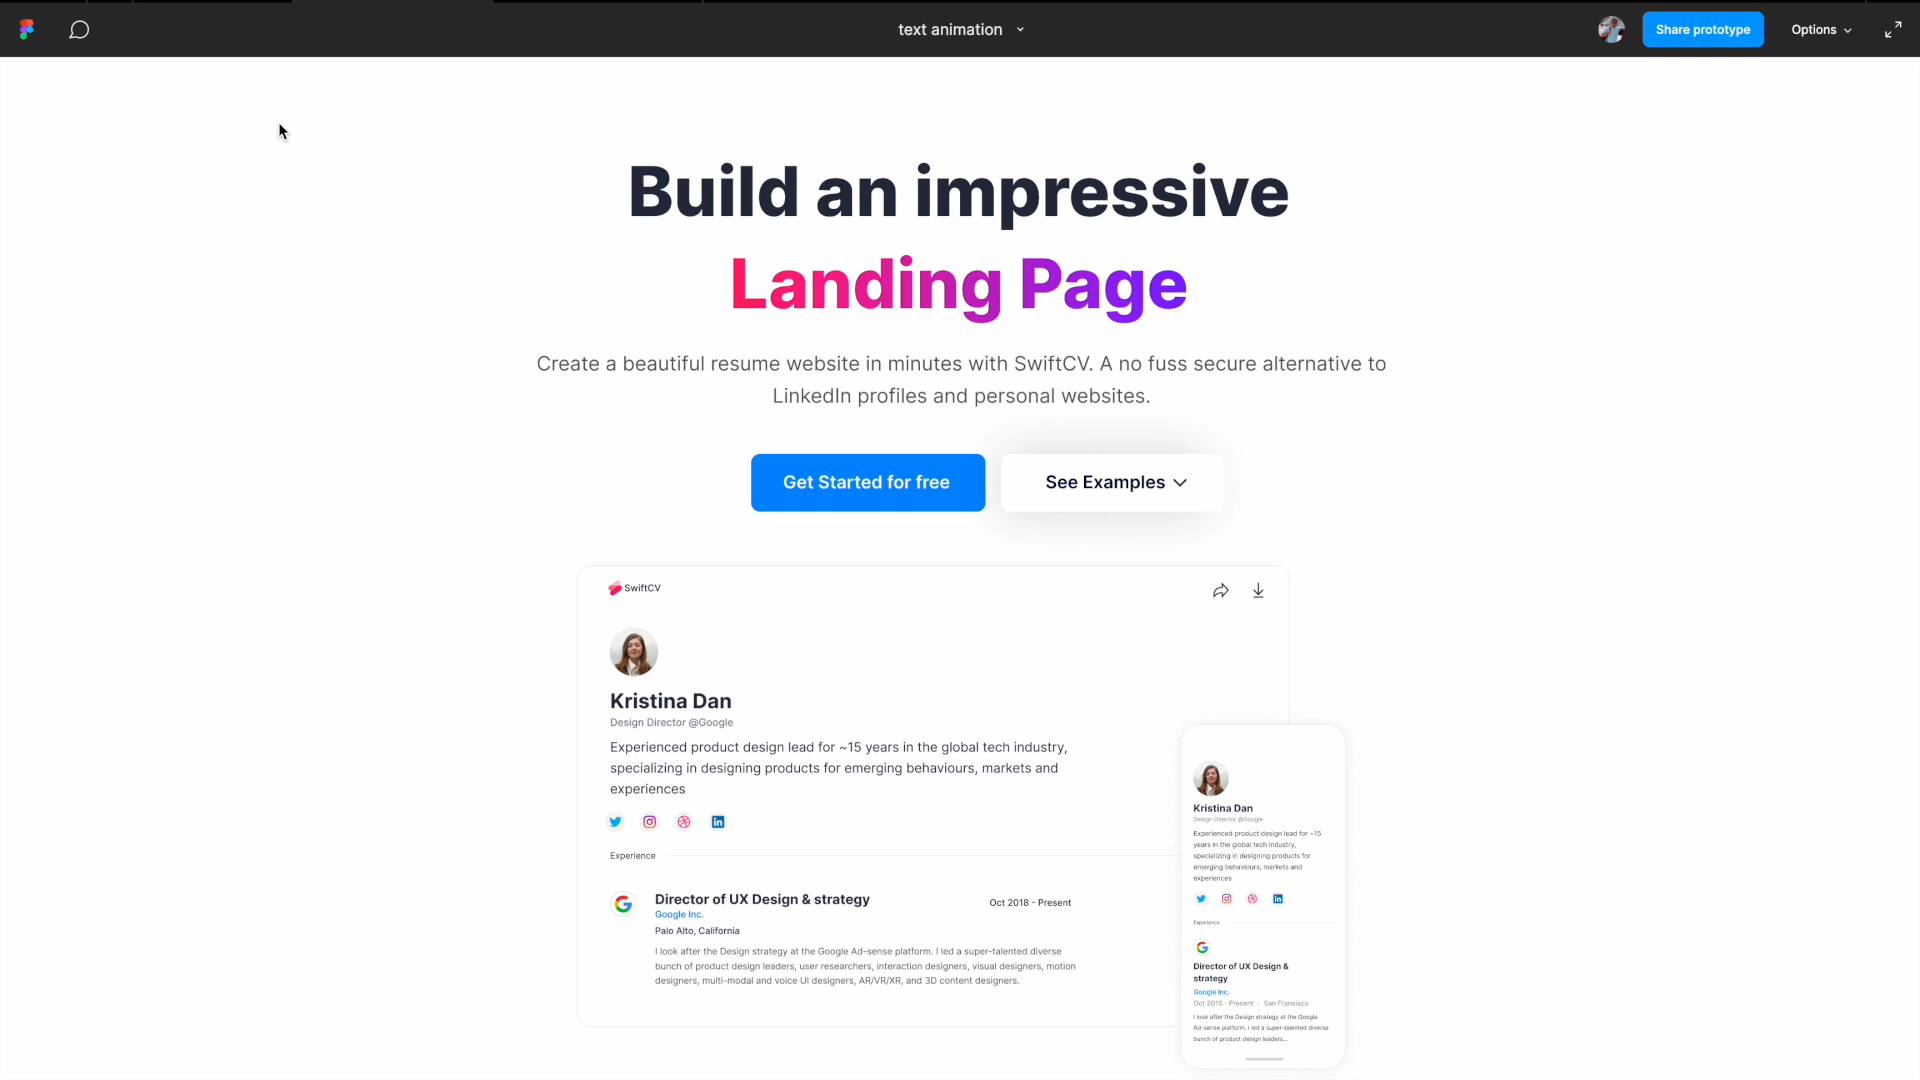 text animation
Share prototype
Options
Build an impressive
Landing Page
Create a beautiful resume website in minutes with SwiftCV. A no fuss secure alternative to
LinkedIn profiles and personal websites.
Get Started for free
See Examples
SwiftCV
Kristina Dan
Design Director @Google
Experienced product design lead for ~15 years in the global tech industry,
specializing in designing products for emerging behaviours, markets and
experiences
Experience
Director of UX Design & strategy
Oct 2018 - Present
Google Inc.
Palo Alto, California
I look after the Design strategy at the Google Ad-sense platform. I led a super-talented diverse
bunch of product design leaders, user researchers, interaction designers, visual designers, motion
designers, multi-modal and voice UI designers, AR/VR/XR, and 3D content designers.
Kristina Dan
Design Director @Google
Experienced product design lead for ~15
years in the global tech industry,
specializing in designing products for
emerging behaviours, markets and
experiences
Experience
Director of UX Design &
strategy
Google Inc.
Oct 2018 - Present - San Fransisco
I look after the Design strategy at the Google
Ad-sense platform. I led a super-talented diverse
bunch of product design leaders...